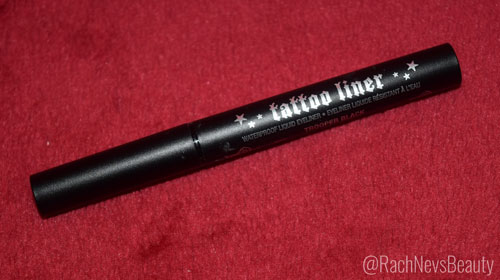 tattoo liner
WATERPROOF LIQUID EYELINER • EYELINER LIQUIDE RÉSISTANT À L'EAU
TROOPER BLACK
@RachNevsBeauty